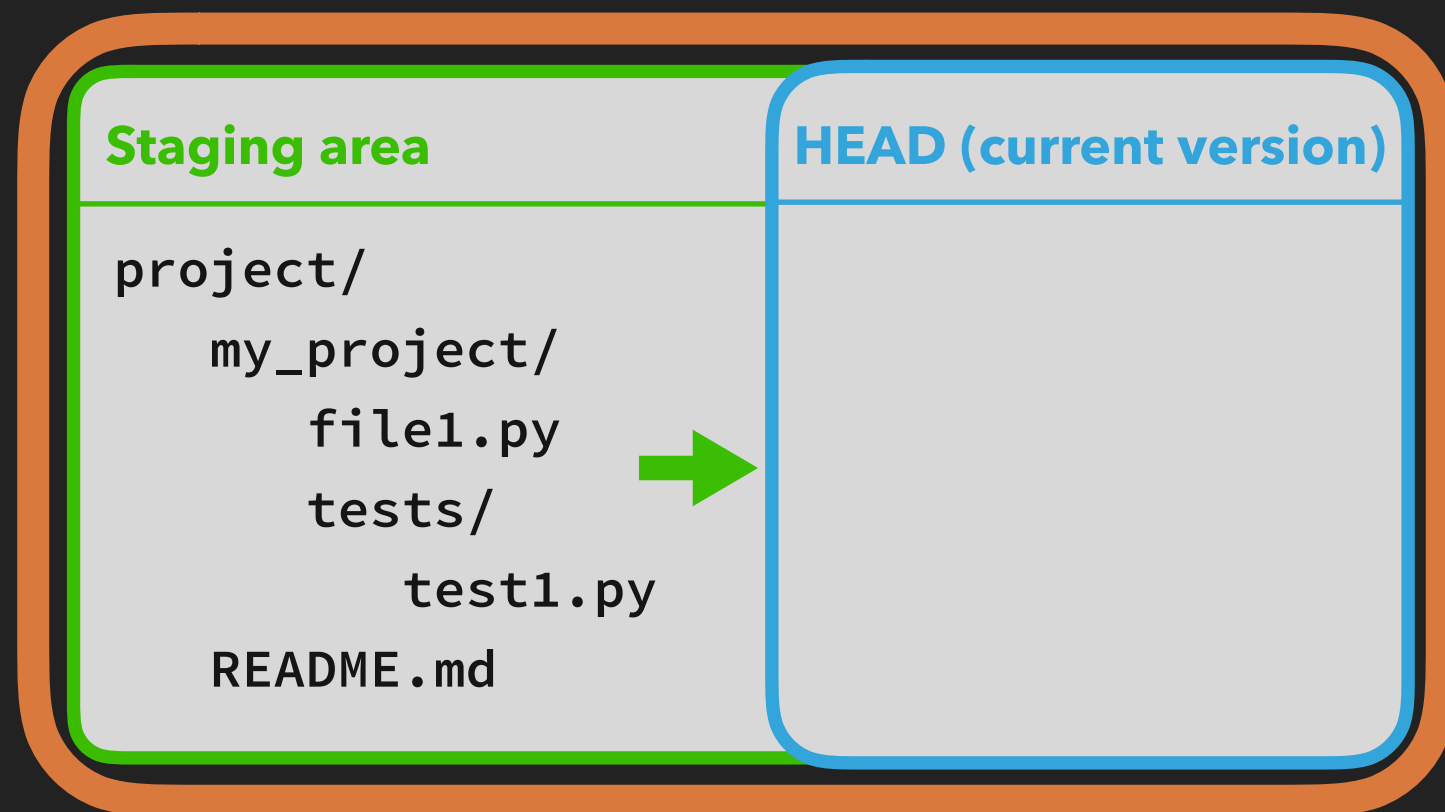 Staging area
HEAD (current version)
project/
my_project/
file1.py
tests/
test1.py
README.md